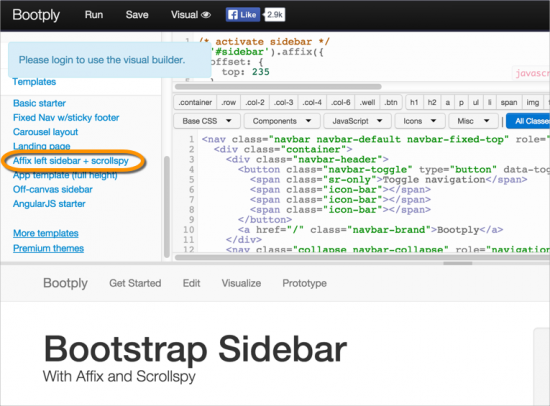 Bootply Run Save Visual Like 2.9k
Please login to use the visual builder.
Templates
Basic starter
Fixed Nav w/sticky footer
Carousel layout
Landing page
Affix left sidebar + scrollspy
App template (full height)
Off-canvas sidebar
AngularJS starter
More templates
Premium themes
1 /* activate sidebar */
'#sidebar').affix({
offset: {
4 top: 235
javascr
.container .row .col-2 .col-3 .col-4 .col-6 .well .btn h1 h2 a p ul li span img
Base CSS Components JavaScript Icons Misc All Classe
1 <nav class="navbar navbar-default navbar-fixed-top" role="
2 <div class="container">
3 <div class="navbar-header">
4 <button class="navbar-toggle" type="button" data-tog
5 <span class="sr-only">Toggle navigation</span>
6 <span class="icon-bar"></span>
7 <span class="icon-bar"></span>
8 <span class="icon-bar"></span>
9 </button>
10 <a href="/" class="navbar-brand">Bootply</a>
11 </div>
12 <nav class="collapse navbar-collapse" role="navigation
Bootply Get Started Edit Visualize Prototype
Bootstrap Sidebar
With Affix and Scrollspy